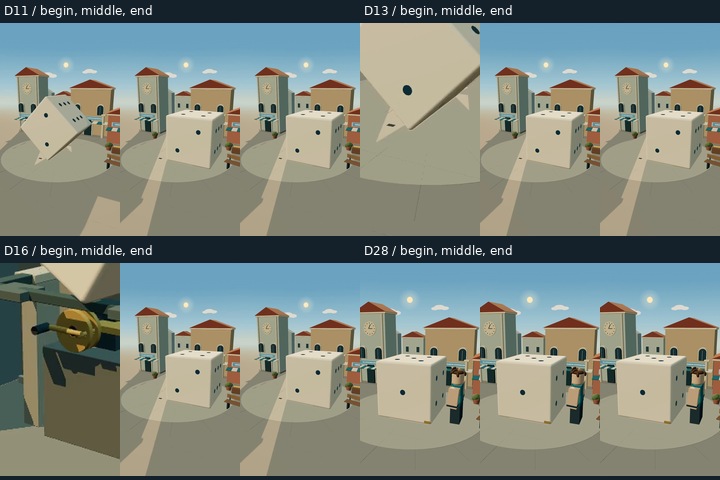 D11 / begin, middle, end
D13 / begin, middle, end
D16 / begin, middle, end
D28 / begin, middle, end